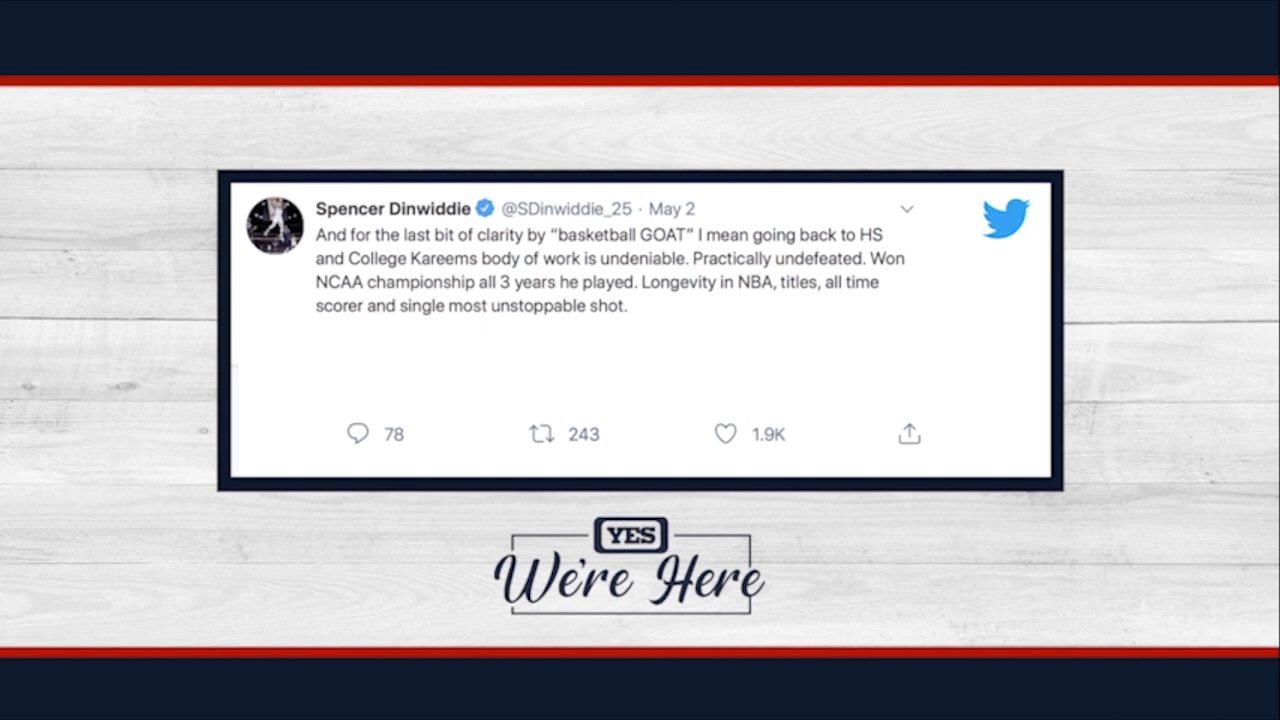 Spencer Dinwiddie @SDinwiddie_25 · May 2
And for the last bit of clarity by “basketball GOAT” I mean going back to HS
and College Kareems body of work is undeniable. Practically undefeated. Won
NCAA championship all 3 years he played. Longevity in NBA, titles, all time
scorer and single most unstoppable shot.
78 243 1.9K
YES
We're Here